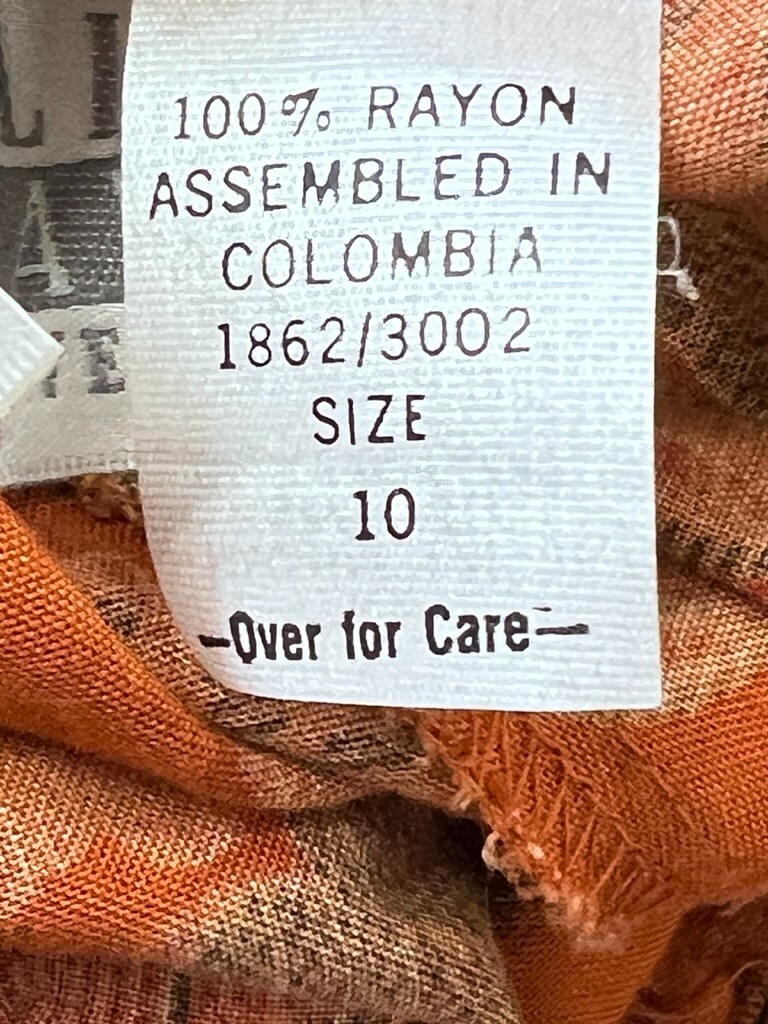 100% RAYON
ASSEMBLED IN
COLOMBIA
1862/3002
SIZE
10
-Over for Care-